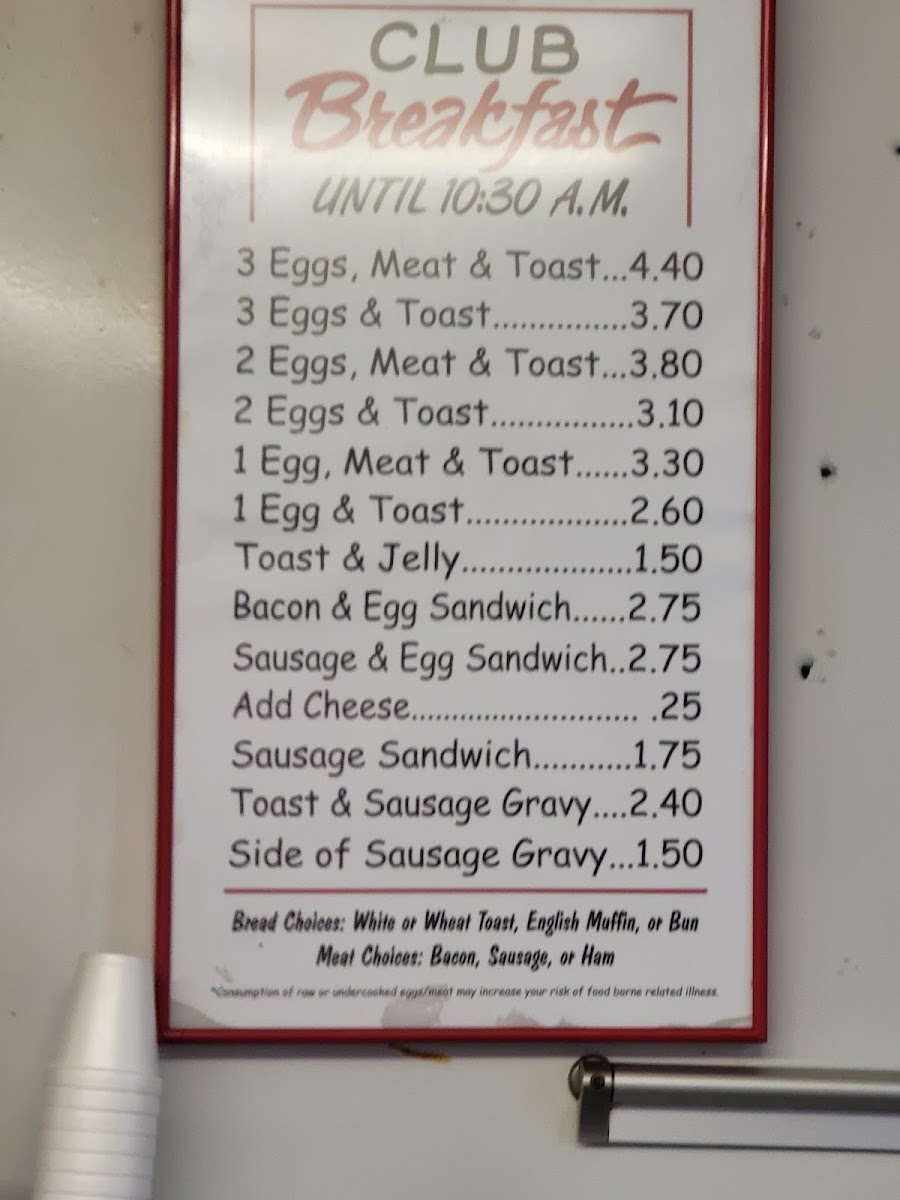 CLUB
Breakfast
UNTIL 10:30 A.M.
3 Eggs, Meat & Toast...4.40
3 Eggs & Toast...............3.70
2 Eggs, Meat & Toast...3.80
2 Eggs & Toast................3.10
1 Egg, Meat & Toast......3.30
1 Egg & Toast..................2.60
Toast & Jelly...................1.50
Bacon & Egg Sandwich......2.75
Sausage & Egg Sandwich..2.75
Add Cheese............................ .25
Sausage Sandwich...........1.75
Toast & Sausage Gravy....2.40
Side of Sausage Gravy...1.50
Bread Choices: White or Wheat Toast, English Muffin, or Bun
Meat Choices: Bacon, Sausage, or Ham
*Consumption of raw or undercooked eggs/meat may increase your risk of food borne related illness.